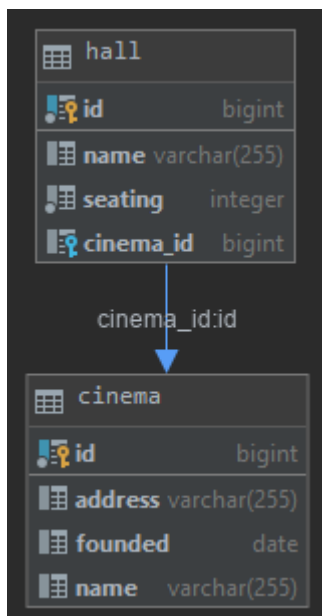 hall
id bigint
name varchar(255)
seating integer
cinema_id bigint
cinema_id:id
cinema
id bigint
address varchar(255)
founded date
name varchar(255)